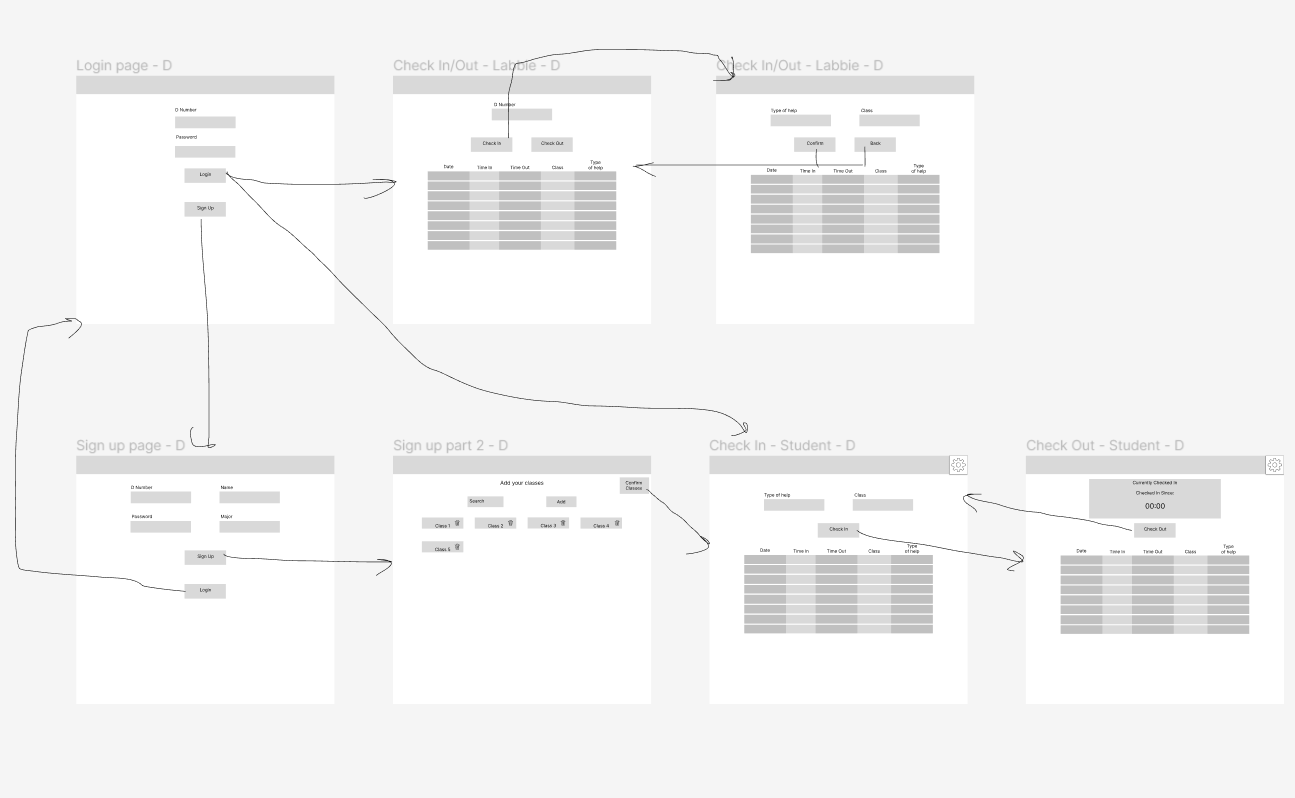 Login page - D
D Number
Password
Login
Sign Up
Check In/Out - Labbie - D
D Number
Check In
Check Out
Date
Time In
Time Out
Class
Type
of help
Check In/Out - Labbie - D
Type of help
Class
Confirm
Back
Date
Time In
Time Out
Class
Type
of help
Sign up page - D
D Number
Name
Password
Major
Sign Up
Login
Sign up part 2 - D
Add your classes
Confirm
Classes
Search
Add
Class 1
Class 2
Class 3
Class 4
Class 5
Check In - Student - D
Type of help
Class
Check In
Date
Time In
Time Out
Class
Type
of help
Check Out - Student - D
Currently Checked In
Checked In Since:
00:00
Check Out
Date
Time In
Time Out
Class
Type
of help